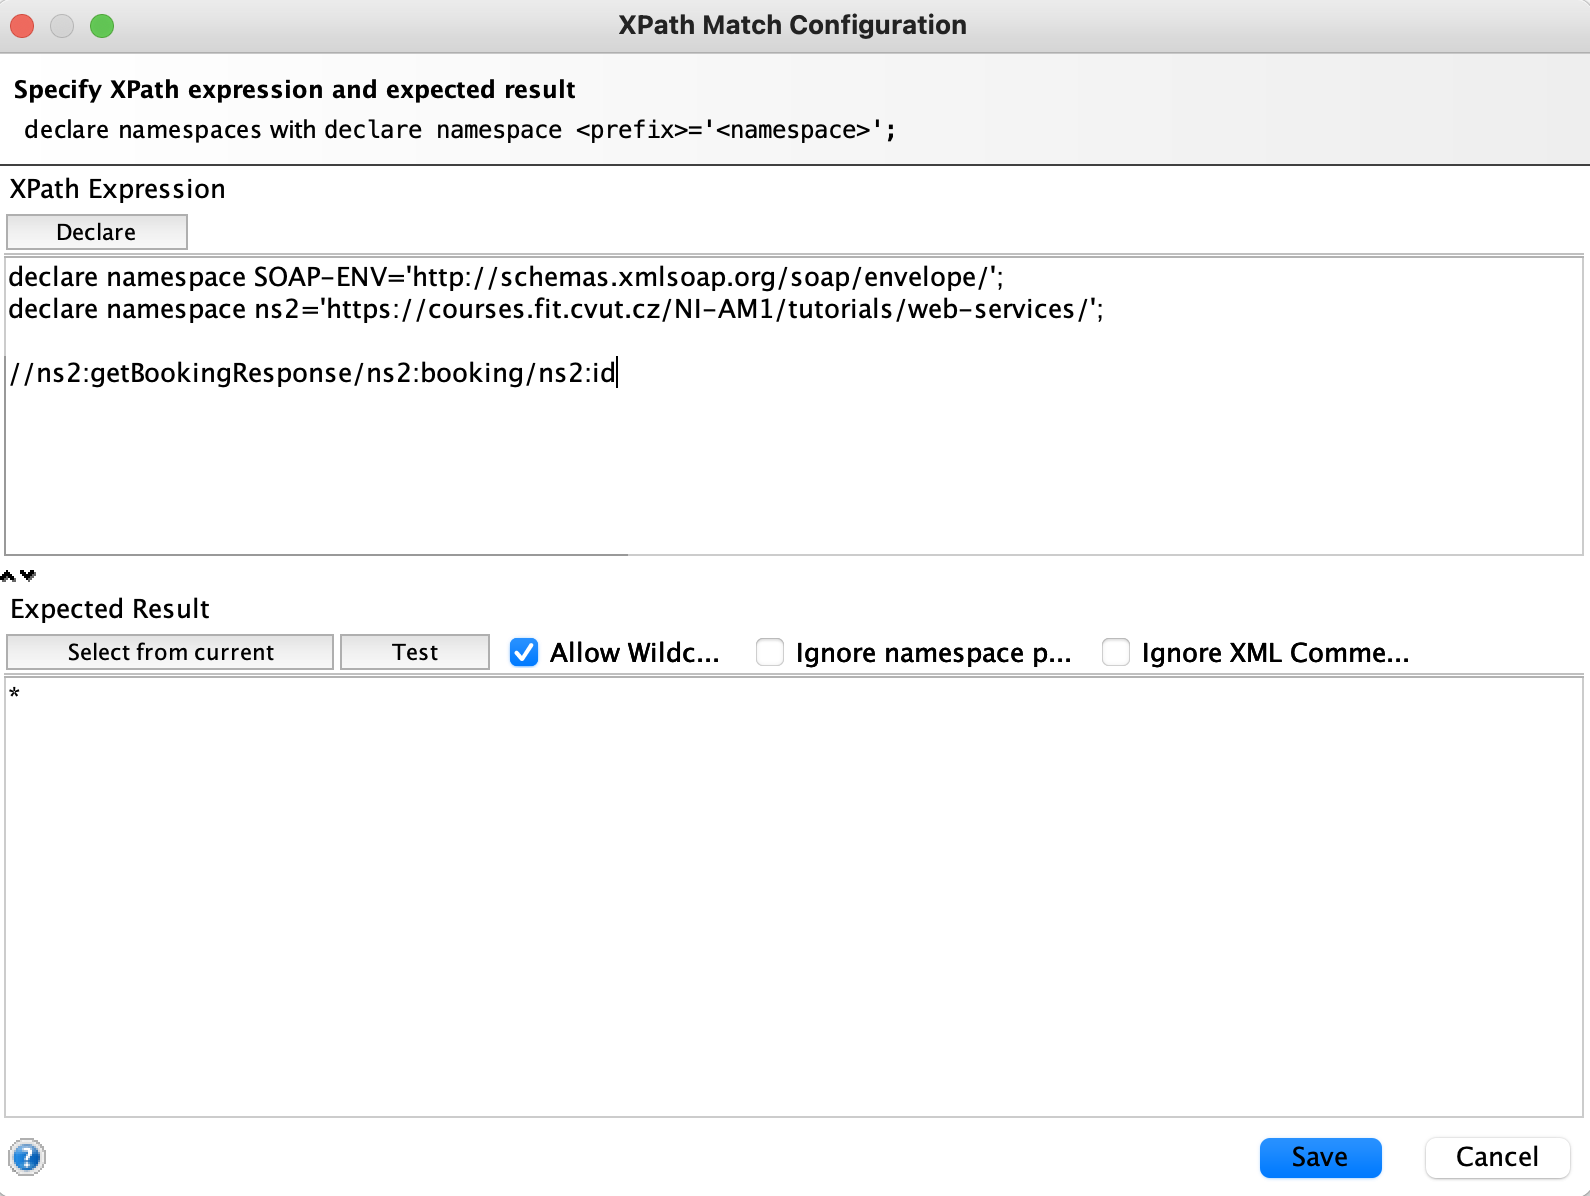 XPath Match Configuration
Specify XPath expression and expected result
declare namespaces with declare namespace <prefix>='<namespace>';
XPath Expression
Declare
declare namespace SOAP-ENV='http://schemas.xmlsoap.org/soap/envelope/';
declare namespace ns2='https://courses.fit.cvut.cz/NI-AM1/tutorials/web-services/';
//ns2:getBookingResponse/ns2:booking/ns2:id
Expected Result
Select from current Test Allow Wildc... Ignore namespace p... Ignore XML Comme...
*
? Save Cancel